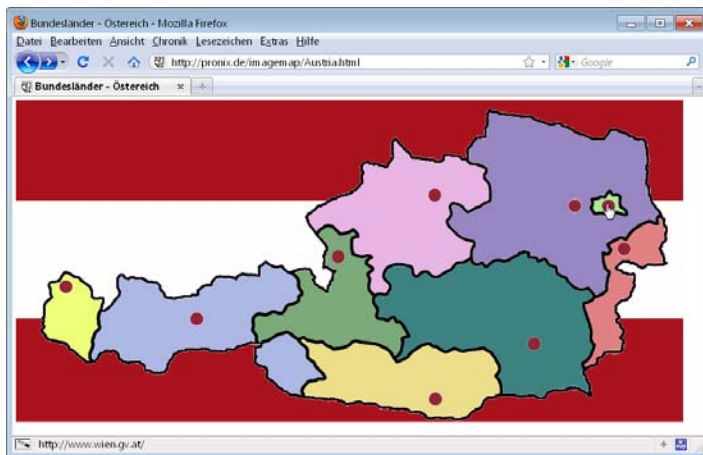 Bundesländer - Östereich - Mozilla Firefox
Datei Bearbeiten Ansicht Chronik Lesezeichen Extras Hilfe
http://pronix.de/imagemap/Austria.html
Google
Bundesländer - Östereich
http://www.wien.gv.at/